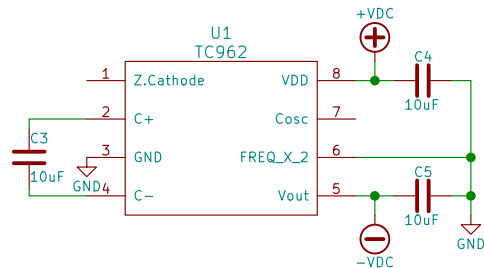 U1
TC962
+VDC
C4
10uF
1 Z.Cathode VDD 8
2 C+ Cosc 7
C3
10uF
3 GND FREQ_X_2 6
GND
4 C- Vout 5
C5
10uF
GND
-VDC